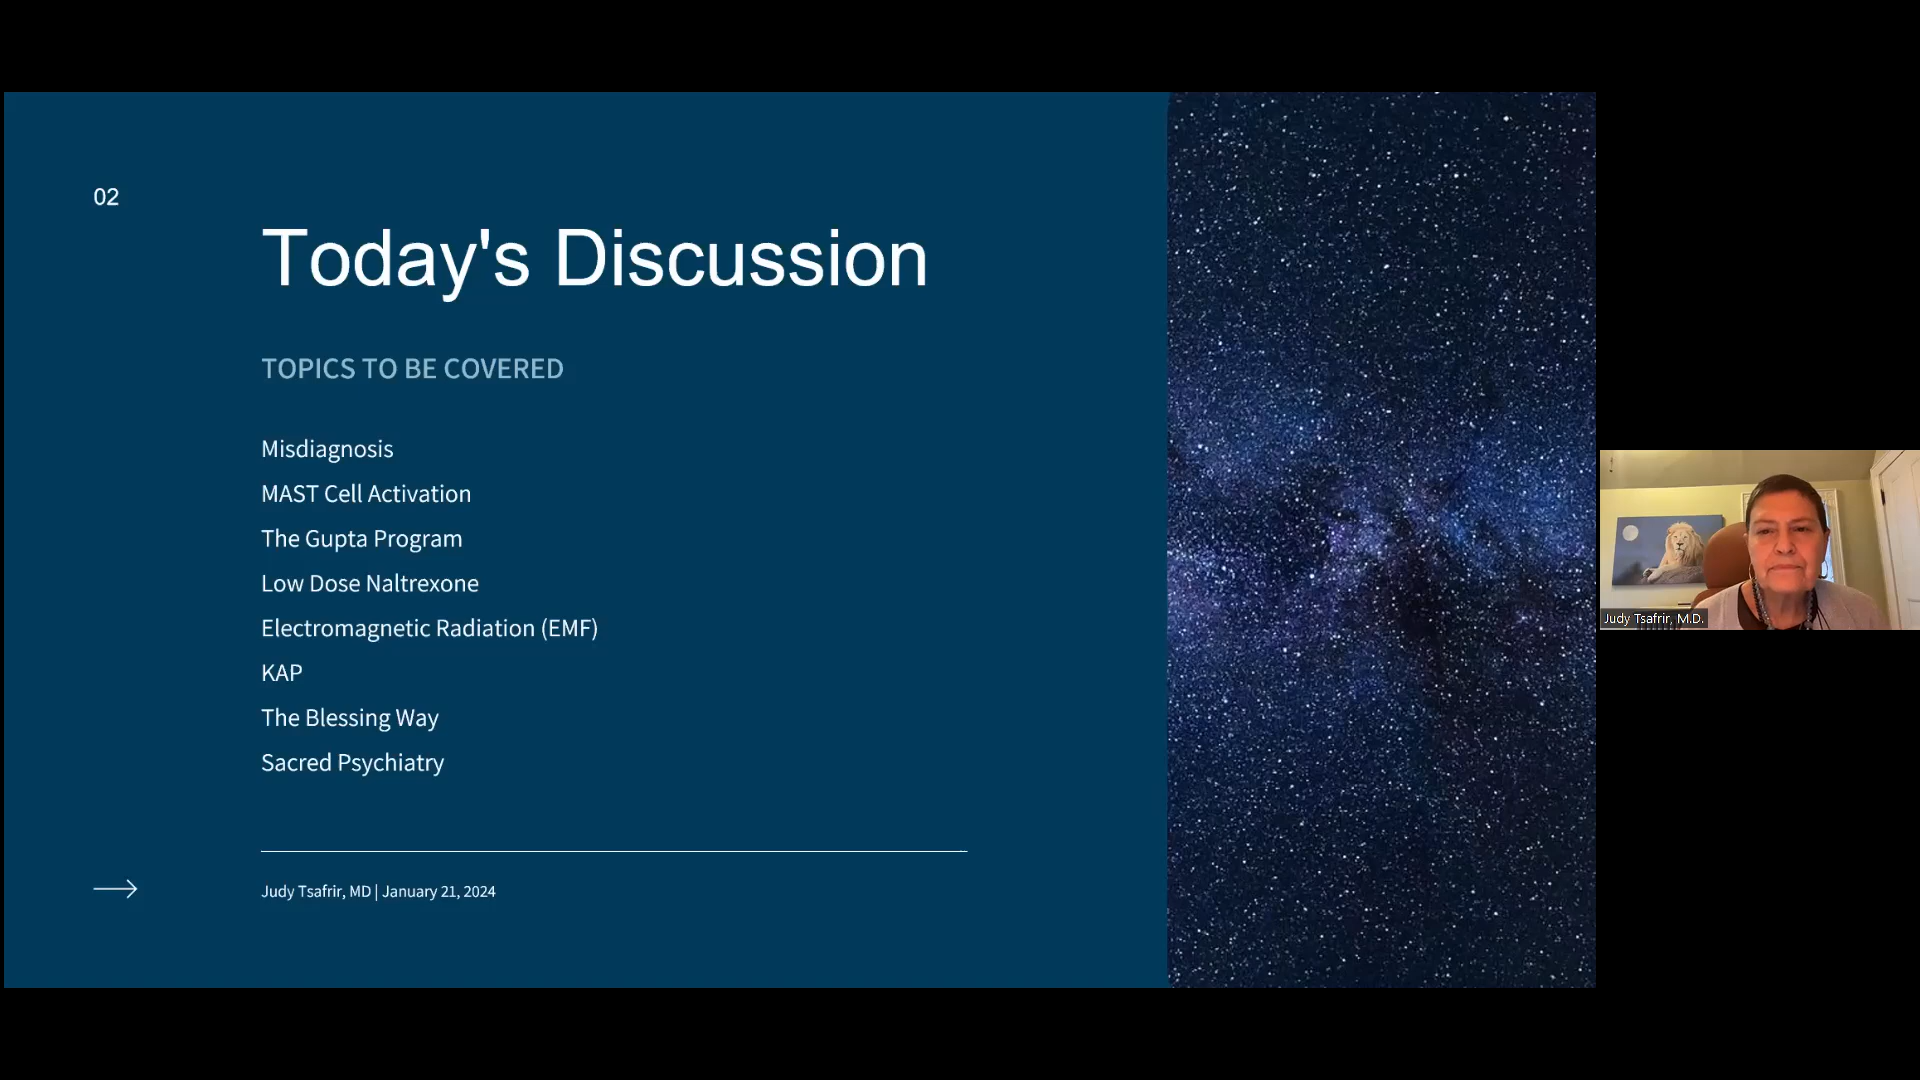 02
Today's Discussion
TOPICS TO BE COVERED
Misdiagnosis
MAST Cell Activation
The Gupta Program
Low Dose Naltrexone
Electromagnetic Radiation (EMF)
KAP
The Blessing Way
Sacred Psychiatry
Judy Tsafrir, MD | January 21, 2024
Judy Tsafrir, M.D.